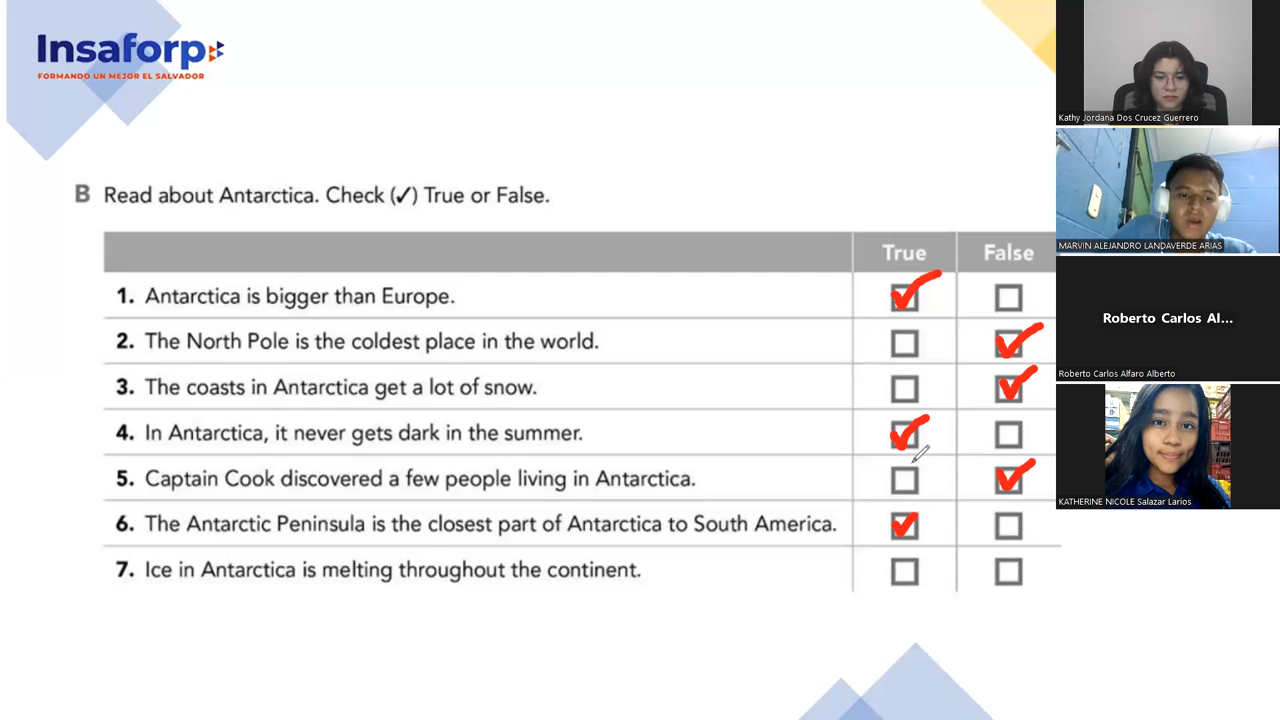 Insaforp
FORMANDO UN MEJOR EL SALVADOR
B Read about Antarctica. Check (✓) True or False.
True False
1. Antarctica is bigger than Europe.
2. The North Pole is the coldest place in the world.
3. The coasts in Antarctica get a lot of snow.
4. In Antarctica, it never gets dark in the summer.
5. Captain Cook discovered a few people living in Antarctica.
6. The Antarctic Peninsula is the closest part of Antarctica to South America.
7. Ice in Antarctica is melting throughout the continent.
Kathy Jordana Dos Crucez Guerrero
MARVIN ALEJANDRO LANDAVERDE ARIAS
Roberto Carlos Al...
Roberto Carlos Alfaro Alberto
KATHERINE NICOLE Salazar Larios